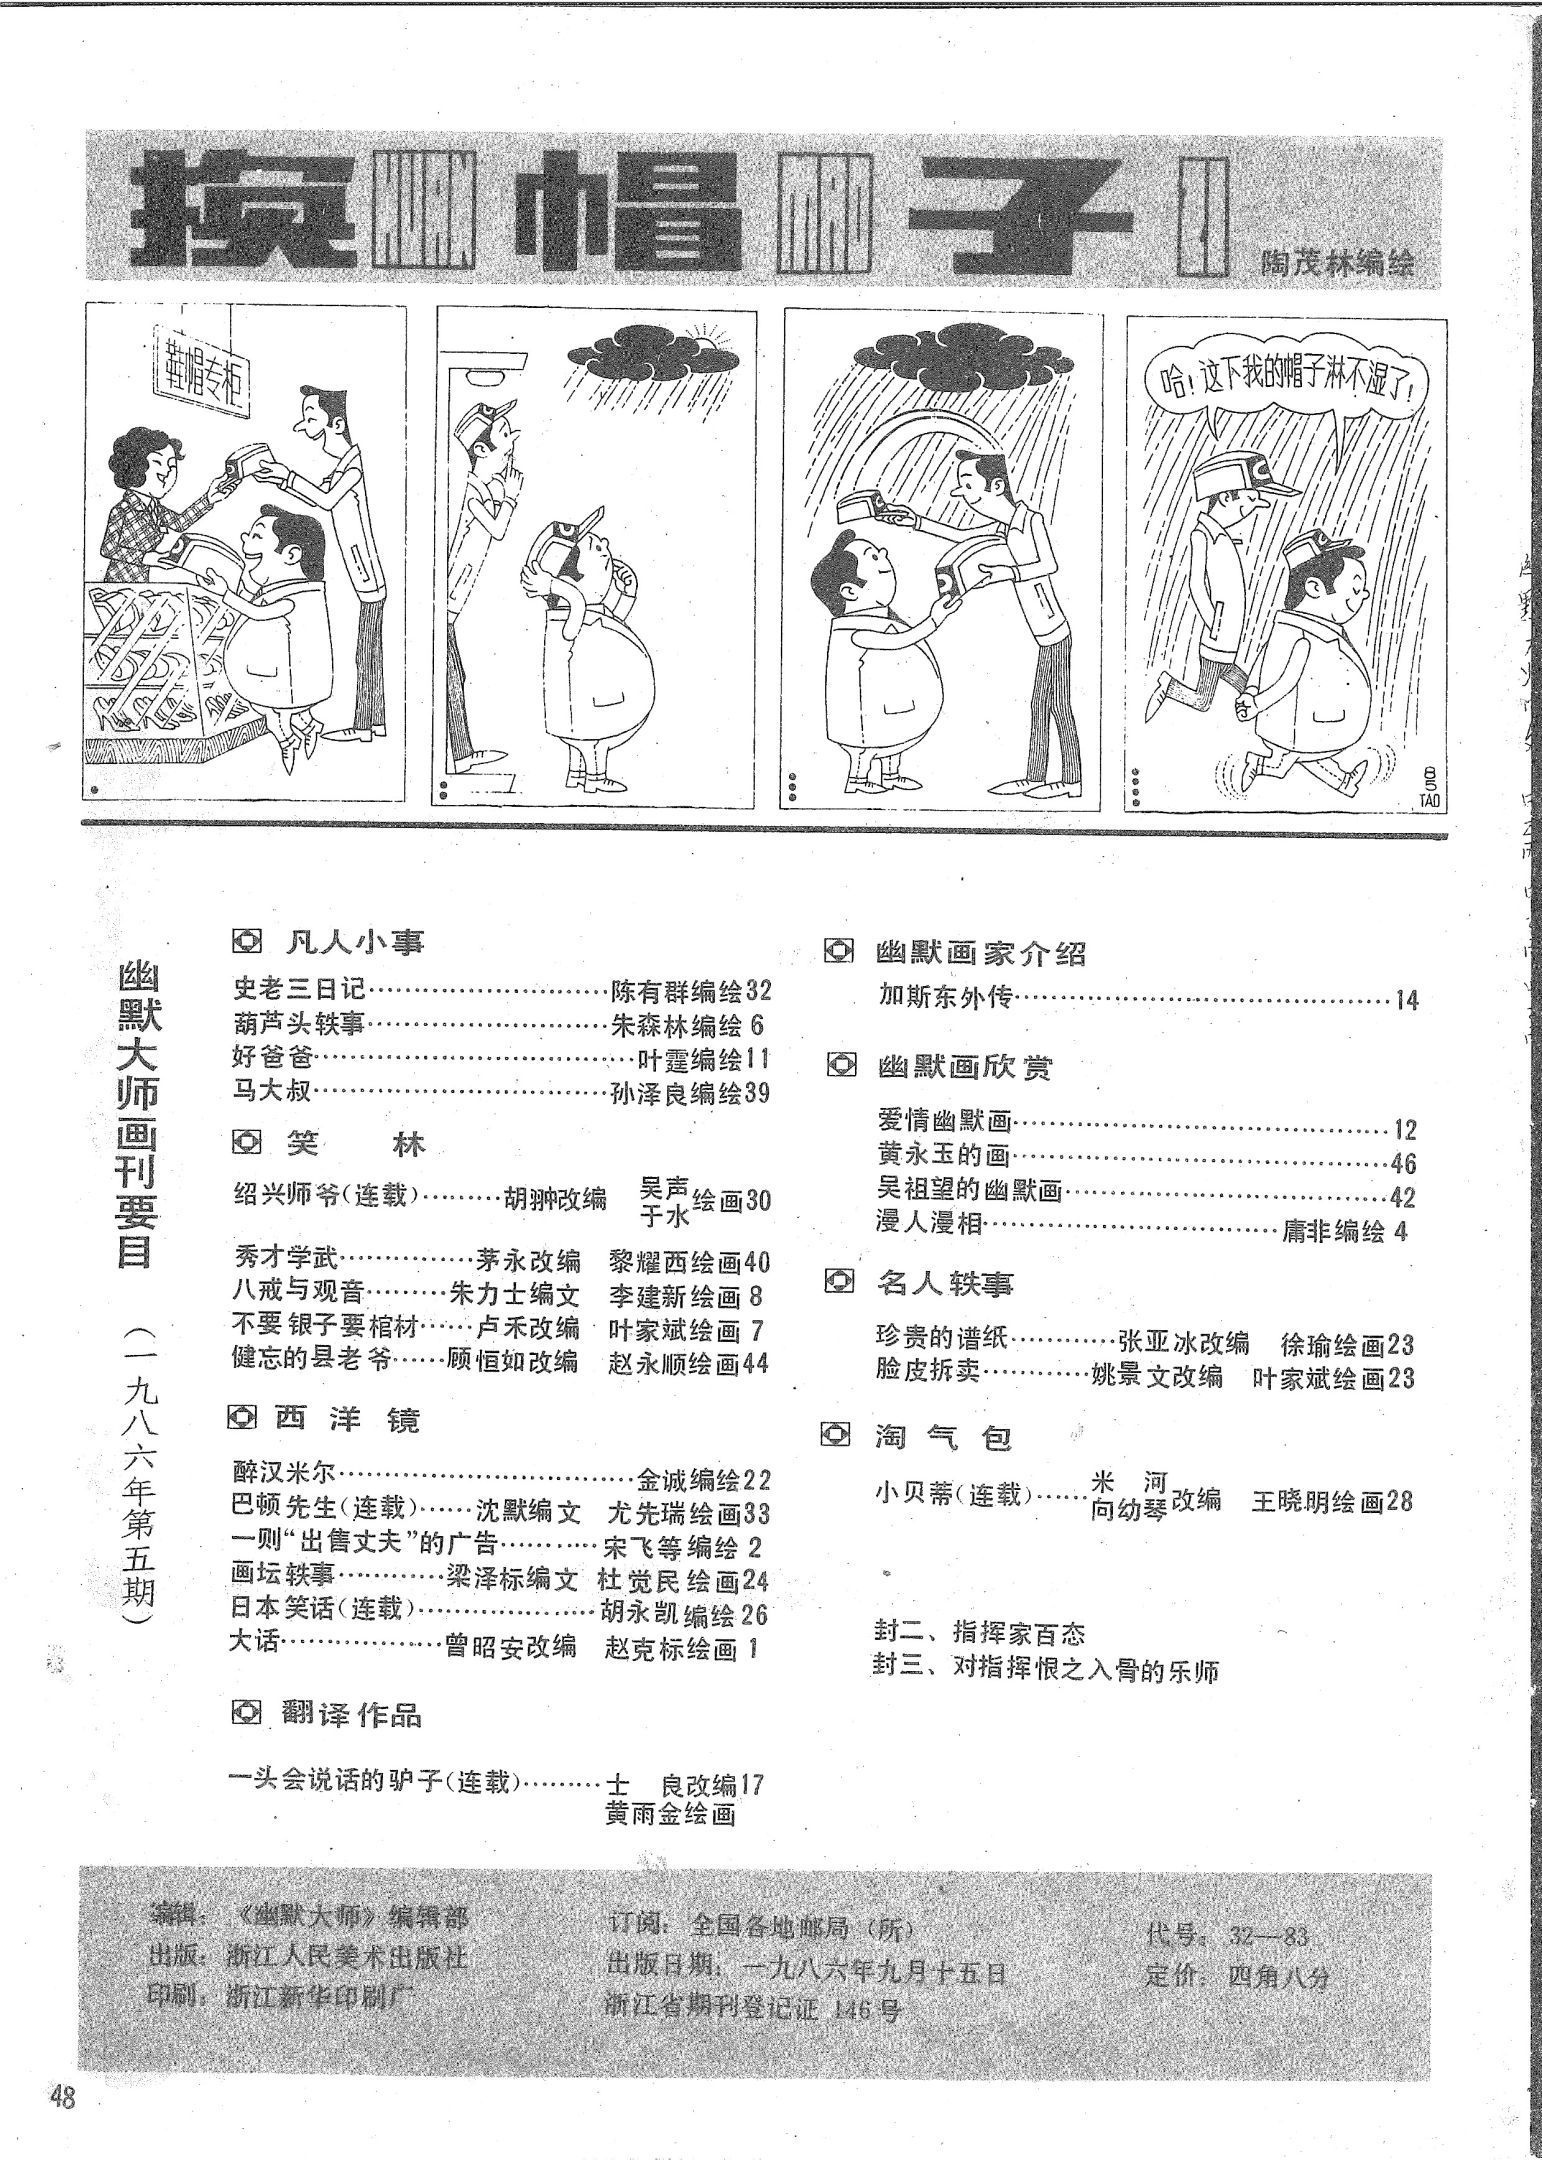 换帽子
陶茂林编绘
鞋帽专柜
哈!这下我的帽子淋不湿了!
85
TAO
幽默大师画刊要目
(一九八六年第五期)
凡人小事
史老三日记……………………陈有群编绘32
葫芦头轶事……………………朱森林编绘 6
好爸爸……………………叶霆编绘11
马大叔……………………孙泽良编绘39
笑 林
绍兴师爷(连载)………胡翀改编 吴声 于水 绘画30
秀才学武……………茅永改编 黎耀西绘画40
八戒与观音………朱力士编文 李建新绘画 8
不要银子要棺材……卢禾改编 叶家斌绘画 7
健忘的县老爷……顾恒如改编 赵永顺绘画44
西洋镜
醉汉米尔……………………金诚编绘22
巴顿先生(连载)……沈默编文 尤先瑞绘画33
一则“出售丈夫”的广告…………宋飞等编绘 2
画坛轶事…………梁泽标编文 杜觉民绘画24
日本笑话(连载)…………………胡永凯编绘26
大话………………曾昭安改编 赵克标绘画 1
翻译作品
一头会说话的驴子(连载)………士 良改编17
黄雨金绘画
幽默画家介绍
加斯东外传……………………14
幽默画欣赏
爱情幽默画……………………12
黄永玉的画……………………46
吴祖望的幽默画……………………42
漫人漫相……………………庸非编绘 4
名人轶事
珍贵的谱纸…………张亚冰改编 徐瑜绘画23
脸皮拆卖…………姚景文改编 叶家斌绘画23
淘气包
小贝蒂(连载)……米 河 向幼琴 改编 王晓明绘画28
封二、指挥家百态
封三、对指挥恨之入骨的乐师
编辑：《幽默大师》编辑部
出版：浙江人民美术出版社
印刷：浙江新华印刷厂
订阅：全国各地邮局（所）
出版日期：一九八六年九月十五日
浙江省期刊登记证 146号
代号：32—83
定价：四角八分
48